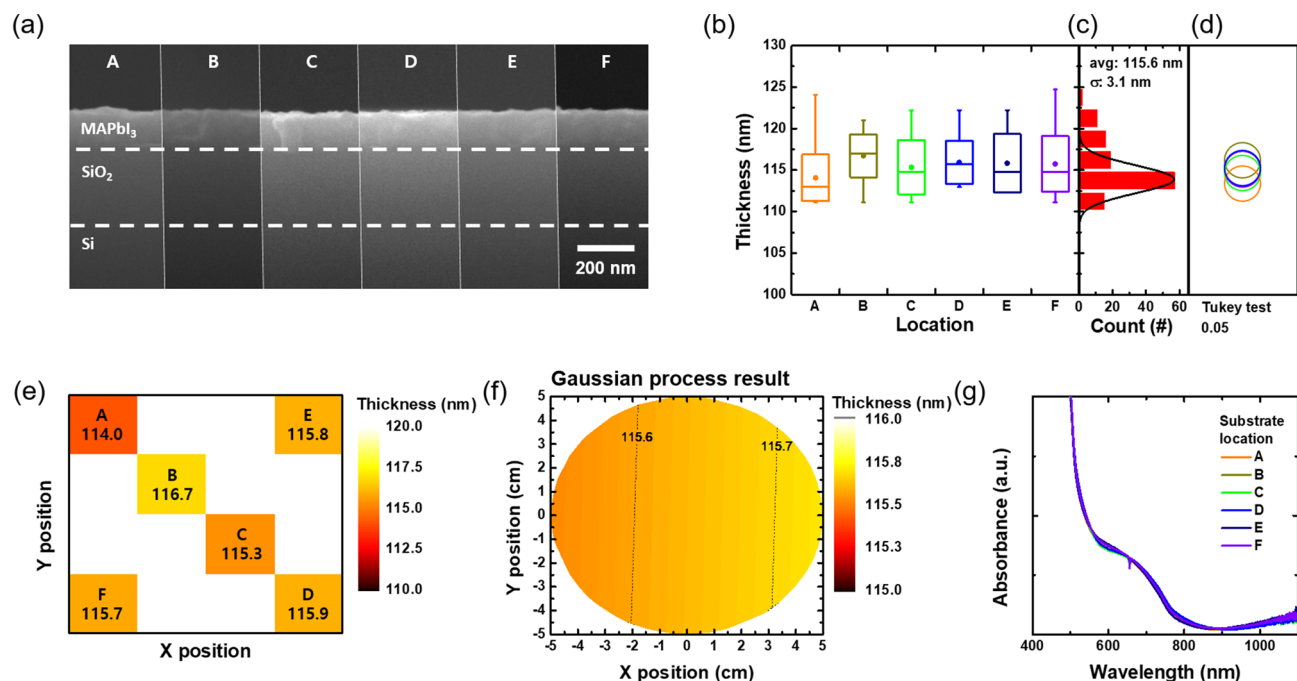 (a)
A B C D E F
MAPbI₃
SiO₂
Si
200 nm
(b)
(c)
(d)
130
125
120
115
110
105
100
Thickness (nm)
A B C D E F
Location
avg: 115.6 nm
σ: 3.1 nm
0 20 40 60
Count (#)
Tukey test
0.05
(e)
A
114.0
E
115.8
B
116.7
C
115.3
F
115.7
D
115.9
Y position
X position
Thickness (nm)
120.0
117.5
115.0
112.5
110.0
(f)
Gaussian process result
5
4
3
2
1
0
-1
-2
-3
-4
-5
Y position (cm)
115.6
115.7
-5 -4 -3 -2 -1 0 1 2 3 4 5
X position (cm)
Thickness (nm)
116.0
115.8
115.5
115.3
115.0
(g)
Absorbance (a.u.)
Substrate
location
A
B
C
D
E
F
400 600 800 1000
Wavelength (nm)